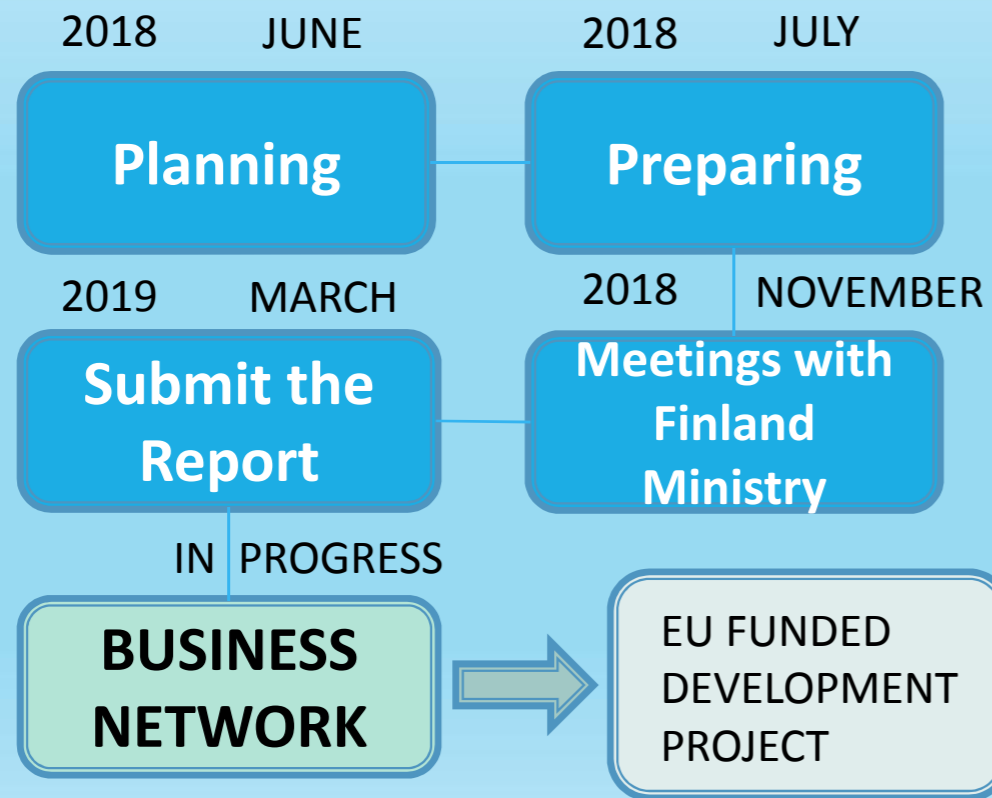 2018 JUNE
2018 JULY
Planning
Preparing
2019 MARCH
2018 NOVEMBER
Submit the
Report
Meetings with
Finland
Ministry
IN PROGRESS
BUSINESS
NETWORK
EU FUNDED
DEVELOPMENT
PROJECT